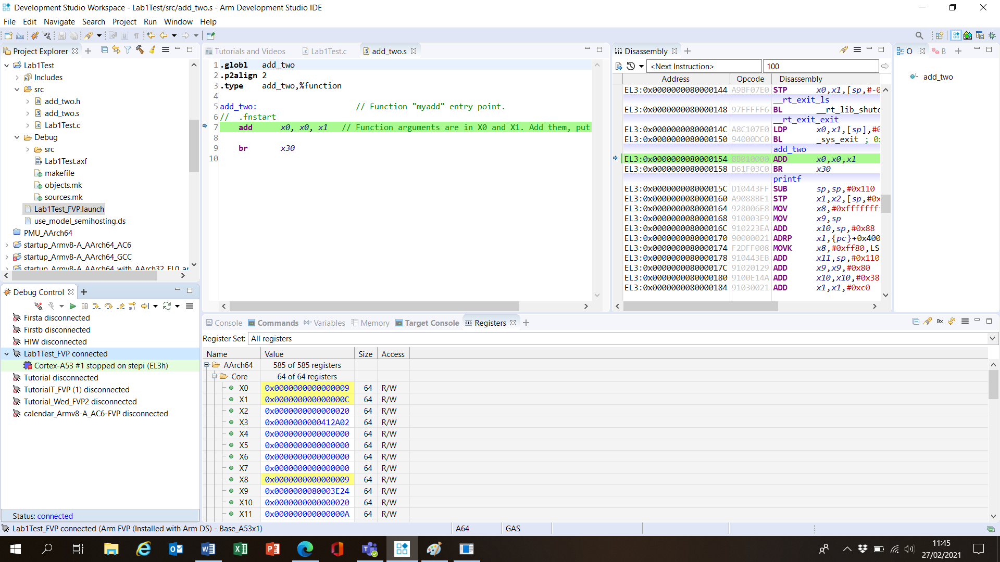 Development Studio Workspace - Lab1Test/src/add_two.s - Arm Development Studio IDE
File Edit Navigate Search Project Run Window Help
Project Explorer
Lab1Test
Includes
src
add_two.h
add_two.s
Lab1Test.c
Debug
src
Lab1Test.axf
makefile
objects.mk
sources.mk
Lab1Test_FVP.launch
use_model_semihosting.ds
PMU_AArch64
startup_Armv8-A_AArch64_AC6
startup_Armv8-A_AArch64_GCC
startup_Armv8-A_AArch64_with_AArch32_EL0_ar
Tutorials and Videos Lab1Test.c add_two.s
1 .globl add_two
2 .p2align 2
3 .type add_two,%function
4
5 add_two: // Function "myadd" entry point.
6 // .fnstart
7 add x0, x0, x1 // Function arguments are in X0 and X1. Add them, put
8
9 br x30
10
Disassembly
<Next Instruction> 100
Address Opcode Disassembly
EL3:0x0000000080000144 A9BF07E0 STP x0,x1,[sp,#-0
__rt_exit_ls
EL3:0x0000000080000148 97FFFFF6 BL __rt_lib_shutd
__rt_exit_exit
EL3:0x000000008000014C A8C107E0 LDP x0,x1,[sp],#0
EL3:0x0000000080000150 94000DC0 BL _sys_exit ; 0x
add_two
EL3:0x0000000080000154 8B010000 ADD x0,x0,x1
EL3:0x0000000080000158 D61F03C0 BR x30
printf
EL3:0x000000008000015C D10443FF SUB sp,sp,#0x110
EL3:0x0000000080000160 A9088BE1 STP x1,x2,[sp,#0x
EL3:0x0000000080000164 928006E8 MOV x8,#0xffffffff
EL3:0x0000000080000168 910003E9 MOV x9,sp
EL3:0x000000008000016C 910223EA ADD x10,sp,#0x88
EL3:0x0000000080000170 90000021 ADRP x1,{pc}+0x400
EL3:0x0000000080000174 F2DFF008 MOVK x8,#0xff80,LS
EL3:0x0000000080000178 910443EB ADD x11,sp,#0x110
EL3:0x000000008000017C 91020129 ADD x9,x9,#0x80
EL3:0x0000000080000180 9100E14A ADD x10,x10,#0x38
EL3:0x0000000080000184 91030021 ADD x1,x1,#0xc0
O B
add_two
Debug Control
Firsta disconnected
Firstb disconnected
HIW disconnected
Lab1Test_FVP connected
Cortex-A53 #1 stopped on stepi (EL3h)
Tutorial disconnected
TutorialT_FVP (1) disconnected
Tutorial_Wed_FVP2 disconnected
calendar_Armv8-A_AC6-FVP disconnected
Status: connected
Console Commands Variables Memory Target Console Registers
Register Set: All registers
Name Value Size Access
AArch64 585 of 585 registers
Core 64 of 64 registers
X0 0x0000000000000009 64 R/W
X1 0x000000000000000C 64 R/W
X2 0x0000000000000020 64 R/W
X3 0x0000000000412A02 64 R/W
X4 0x0000000000000000 64 R/W
X5 0x0000000000000000 64 R/W
X6 0x0000000000000000 64 R/W
X7 0x0000000000000000 64 R/W
X8 0x0000000000000009 64 R/W
X9 0x0000000080003E24 64 R/W
X10 0x0000000000000020 64 R/W
X11 0x000000000000000A 64 R/W
Lab1Test_FVP connected (Arm FVP (Installed with Arm DS) - Base_A53x1) A64 GAS
11:45
27/02/2021